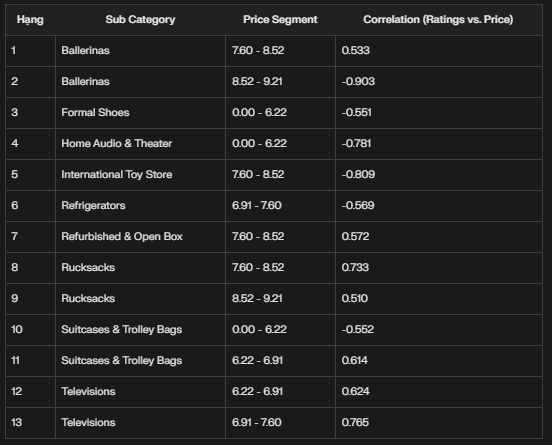 Hạng Sub Category Price Segment Correlation (Ratings vs. Price)
1 Ballerinas 7.60 - 8.52 0.533
2 Ballerinas 8.52 - 9.21 -0.903
3 Formal Shoes 0.00 - 6.22 -0.551
4 Home Audio & Theater 0.00 - 6.22 -0.781
5 International Toy Store 7.60 - 8.52 -0.809
6 Refrigerators 6.91 - 7.60 -0.569
7 Refurbished & Open Box 7.60 - 8.52 0.572
8 Rucksacks 7.60 - 8.52 0.733
9 Rucksacks 8.52 - 9.21 0.510
10 Suitcases & Trolley Bags 0.00 - 6.22 -0.552
11 Suitcases & Trolley Bags 6.22 - 6.91 0.614
12 Televisions 6.22 - 6.91 0.624
13 Televisions 6.91 - 7.60 0.765